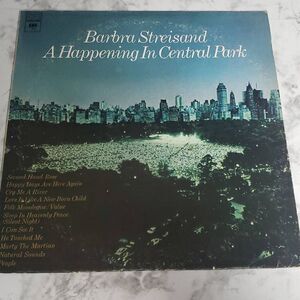 Barbra Streisand
A Happening In Central Park
Second Hand Rose
Happy Days Are Here Again
Cry Me A River
Love Is Like A New Born Child
Folk Monologue/Value
Sleep In Heavenly Peace
(Silent Night)
I Can See It
He Touched Me
Marty The Martian
Natural Sounds
People